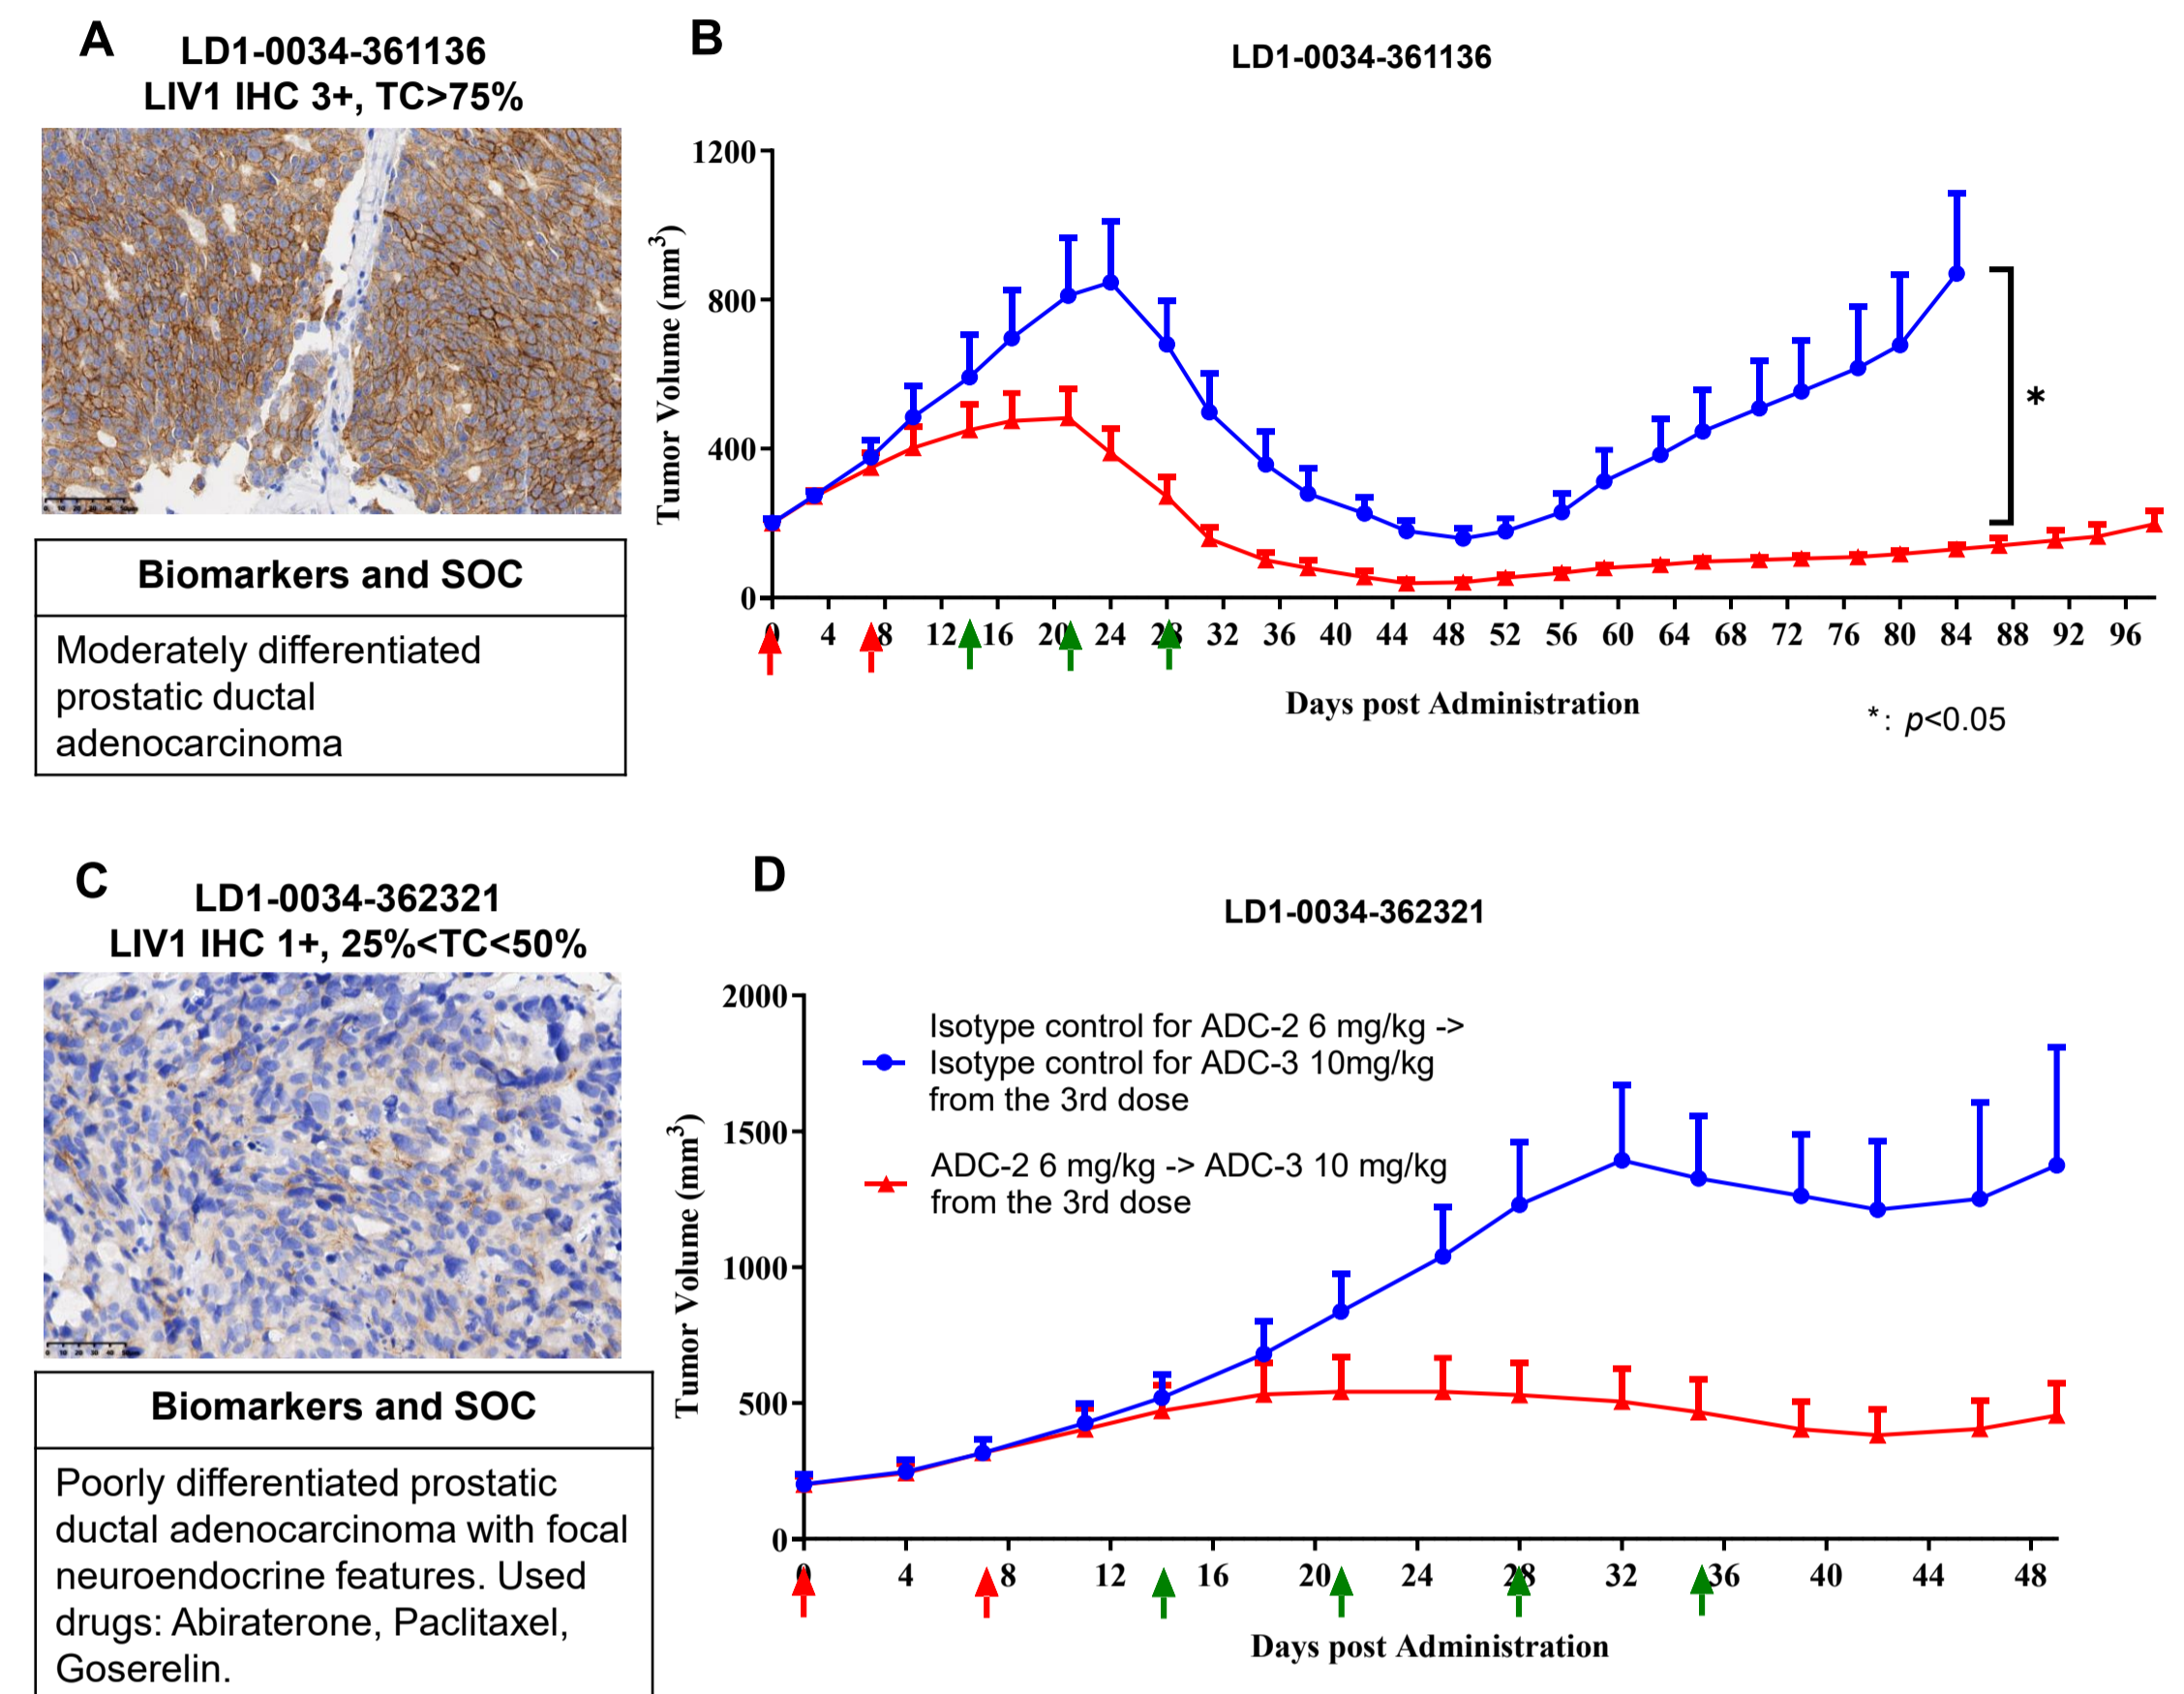 A
LD1-0034-361136
LIV1 IHC 3+, TC>75%
Biomarkers and SOC
Moderately differentiated
prostatic ductal
adenocarcinoma
B
LD1-0034-361136
Tumor Volume (mm³)
1200
800
400
0
0 4 8 12 16 20 24 28 32 36 40 44 48 52 56 60 64 68 72 76 80 84 88 92 96
Days post Administration
*
*: p<0.05
C
LD1-0034-362321
LIV1 IHC 1+, 25%<TC<50%
Biomarkers and SOC
Poorly differentiated prostatic
ductal adenocarcinoma with focal
neuroendocrine features. Used
drugs: Abiraterone, Paclitaxel,
Goserelin.
D
LD1-0034-362321
Tumor Volume (mm³)
2000
1500
1000
500
0
Isotype control for ADC-2 6 mg/kg ->
Isotype control for ADC-3 10mg/kg
from the 3rd dose
ADC-2 6 mg/kg -> ADC-3 10 mg/kg
from the 3rd dose
0 4 8 12 16 20 24 28 32 36 40 44 48
Days post Administration